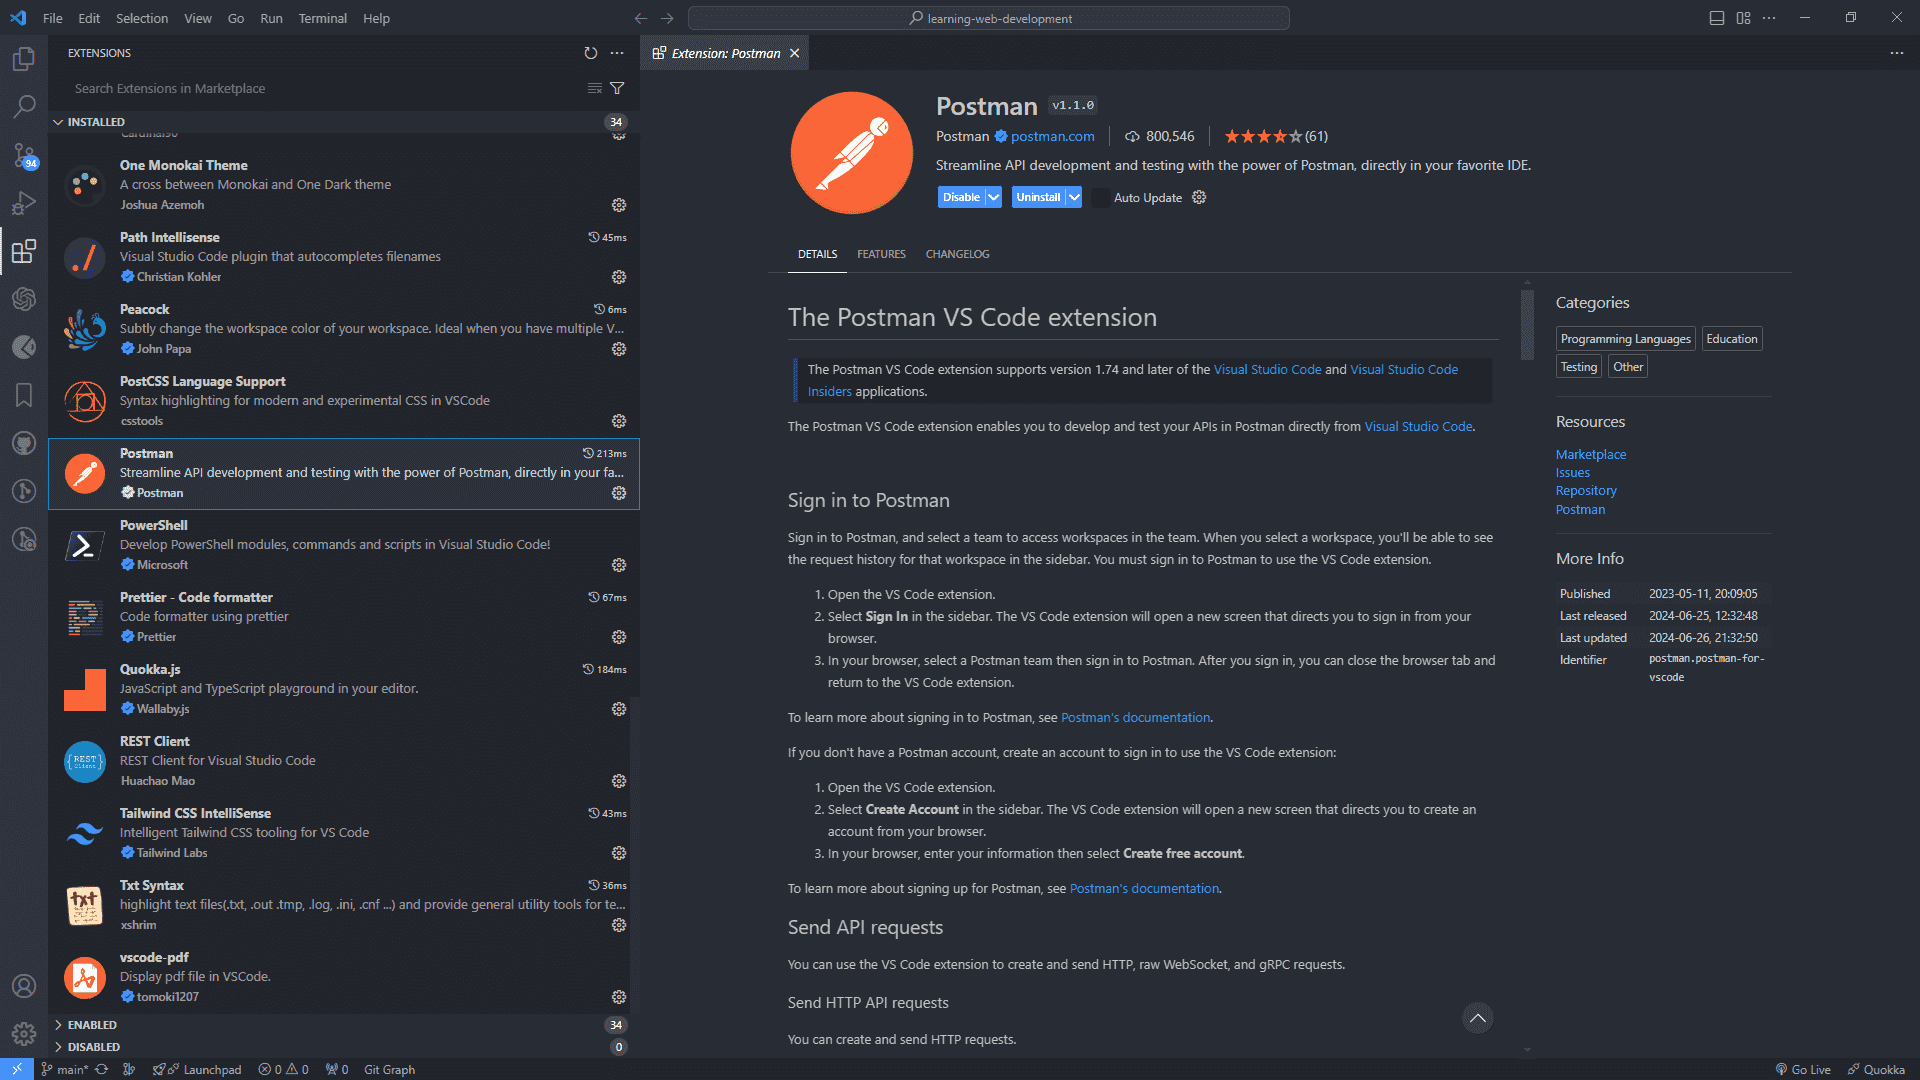 File Edit Selection View Go Run Terminal Help
learning-web-development
EXTENSIONS
Search Extensions in Marketplace
INSTALLED 34
94
One Monokai Theme
A cross between Monokai and One Dark theme
Joshua Azemoh
Path Intellisense 45ms
Visual Studio Code plugin that autocompletes filenames
Christian Kohler
Peacock 6ms
Subtly change the workspace color of your workspace. Ideal when you have multiple V...
John Papa
PostCSS Language Support
Syntax highlighting for modern and experimental CSS in VSCode
csstools
Postman 213ms
Streamline API development and testing with the power of Postman, directly in your fa...
Postman
PowerShell
Develop PowerShell modules, commands and scripts in Visual Studio Code!
Microsoft
Prettier - Code formatter 67ms
Code formatter using prettier
Prettier
Quokka.js 184ms
JavaScript and TypeScript playground in your editor.
Wallaby.js
{REST}
Client
REST Client
REST Client for Visual Studio Code
Huachao Mao
Tailwind CSS IntelliSense 43ms
Intelligent Tailwind CSS tooling for VS Code
Tailwind Labs
txt
Txt Syntax 36ms
highlight text files(.txt, .out .tmp, .log, .ini, .cnf ...) and provide general utility tools for te...
xshrim
vscode-pdf
Display pdf file in VSCode.
tomoki1207
ENABLED 34
DISABLED 0
Extension: Postman
Postman v1.1.0
Postman postman.com 800,546 (61)
Streamline API development and testing with the power of Postman, directly in your favorite IDE.
Disable Uninstall Auto Update
DETAILS FEATURES CHANGELOG
The Postman VS Code extension
The Postman VS Code extension supports version 1.74 and later of the Visual Studio Code and Visual Studio Code
Insiders applications.
The Postman VS Code extension enables you to develop and test your APIs in Postman directly from Visual Studio Code.
Sign in to Postman
Sign in to Postman, and select a team to access workspaces in the team. When you select a workspace, you'll be able to see
the request history for that workspace in the sidebar. You must sign in to Postman to use the VS Code extension.
1. Open the VS Code extension.
2. Select Sign In in the sidebar. The VS Code extension will open a new screen that directs you to sign in from your
browser.
3. In your browser, select a Postman team then sign in to Postman. After you sign in, you can close the browser tab and
return to the VS Code extension.
To learn more about signing in to Postman, see Postman's documentation.
If you don't have a Postman account, create an account to sign in to use the VS Code extension:
1. Open the VS Code extension.
2. Select Create Account in the sidebar. The VS Code extension will open a new screen that directs you to create an
account from your browser.
3. In your browser, enter your information then select Create free account.
To learn more about signing up for Postman, see Postman's documentation.
Send API requests
You can use the VS Code extension to create and send HTTP, raw WebSocket, and gRPC requests.
Send HTTP API requests
You can create and send HTTP requests.
Categories
Programming Languages Education
Testing Other
Resources
Marketplace
Issues
Repository
Postman
More Info
Published 2023-05-11, 20:09:05
Last released 2024-06-25, 12:32:48
Last updated 2024-06-26, 21:32:50
Identifier postman.postman-for-
vscode
main* Launchpad 0 0 0 Git Graph Go Live Quokka